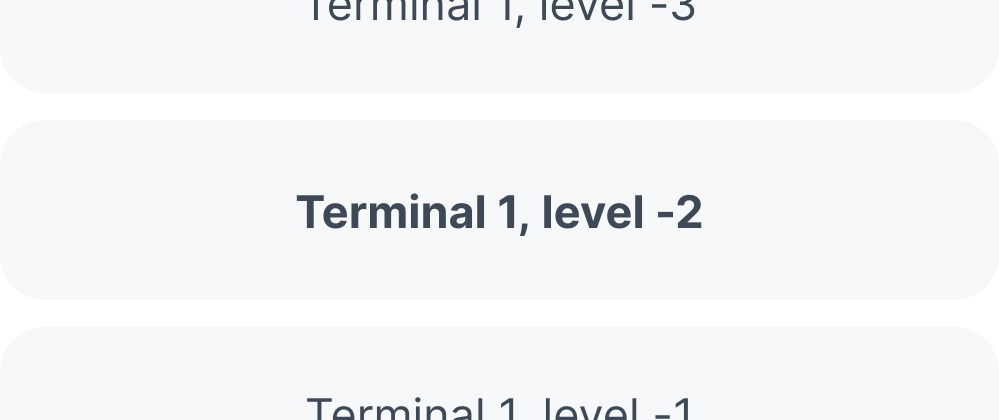 Terminal 1, level -3
Terminal 1, level -2
Terminal 1, level -1